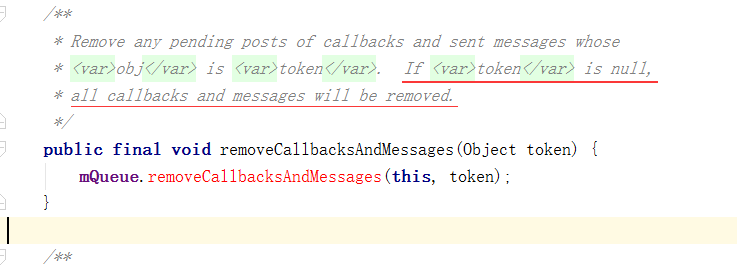 /**
* Remove any pending posts of callbacks and sent messages whose
* <var>obj</var> is <var>token</var>.  If <var>token</var> is null,
* all callbacks and messages will be removed.
*/
public final void removeCallbacksAndMessages(Object token) {
mQueue.removeCallbacksAndMessages(this, token);
}
/**